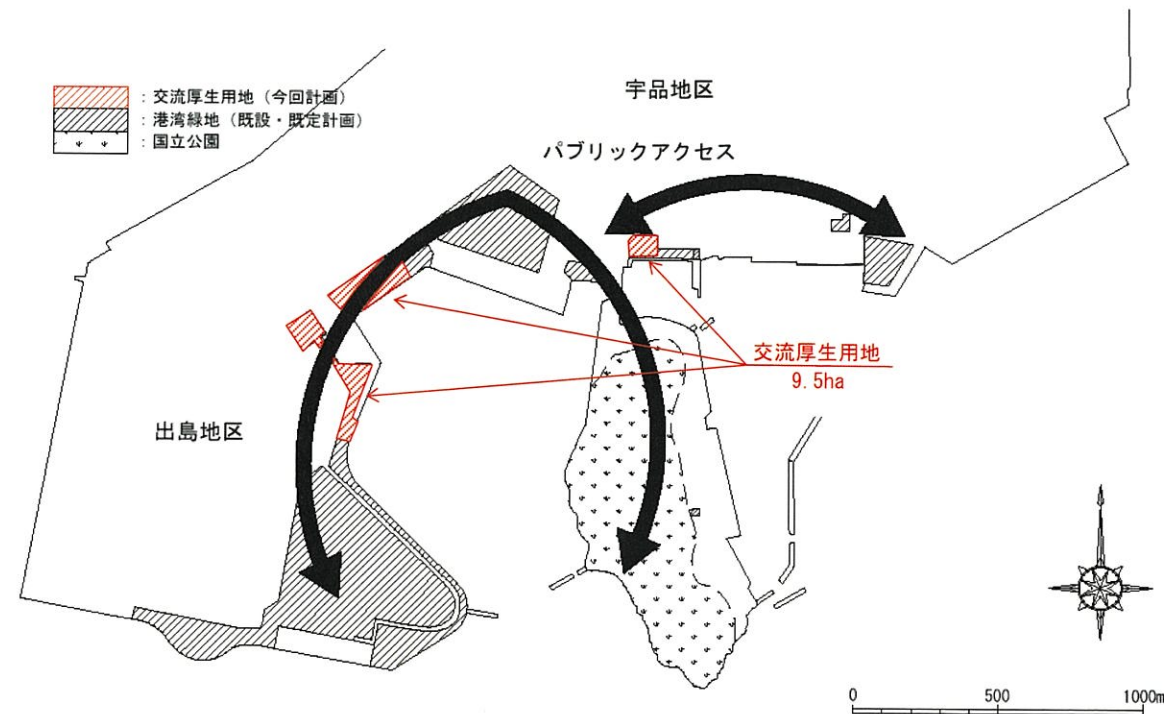 宇品地区
：交流厚生用地（今回計画）
：港湾緑地（既設・既定計画）
：国立公園
パブリックアクセス
交流厚生用地
9.5ha
出島地区
0 500 1000m